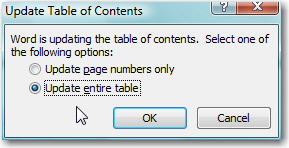 Update Table of Contents
Word is updating the table of contents. Select one of
the following options:
Update page numbers only
Update entire table
OK Cancel